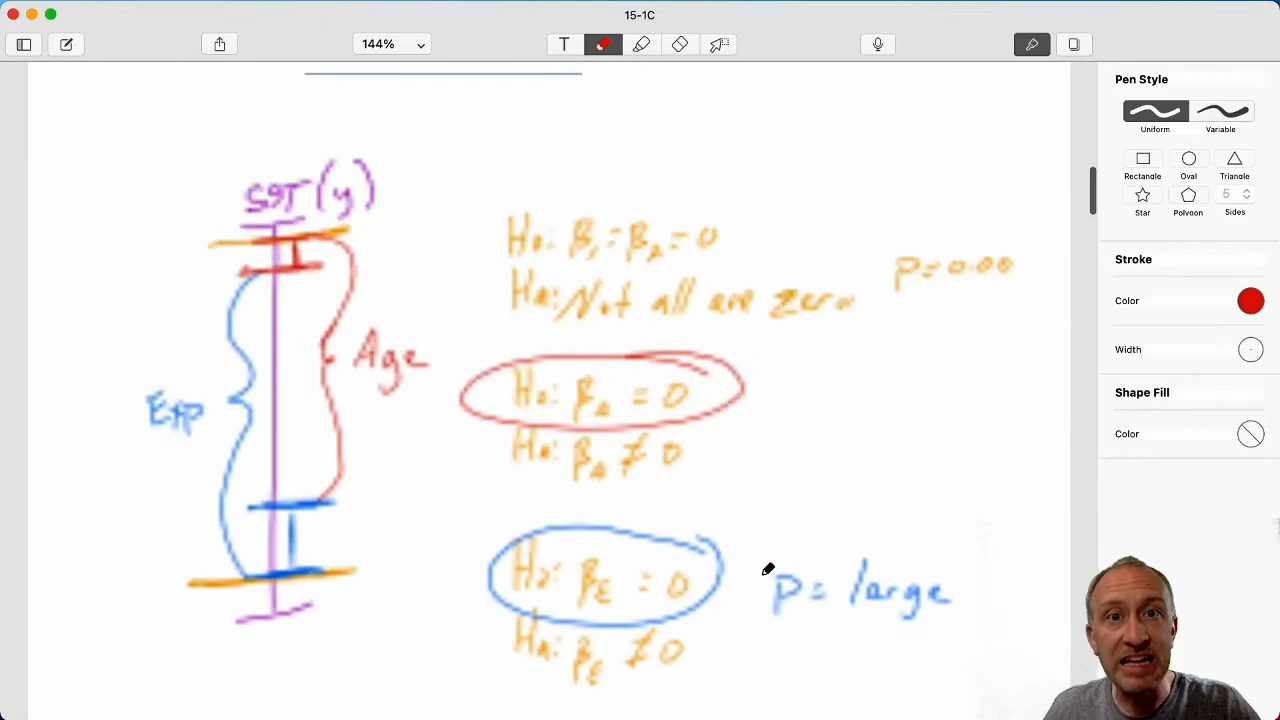 15-1C
144%
T
Pen Style
Uniform
Variable
Rectangle
Oval
Triangle
Star
Polygon
5
Sides
Stroke
Color
Width
Shape Fill
Color
SST(y)
Ho: β1 = β2 = 0
Ha: Not all are zero
p = 0.00
Age
Exp
Ho: βA = 0
Ha: βA ≠ 0
Ho: βE = 0
Ha: βE ≠ 0
p = large